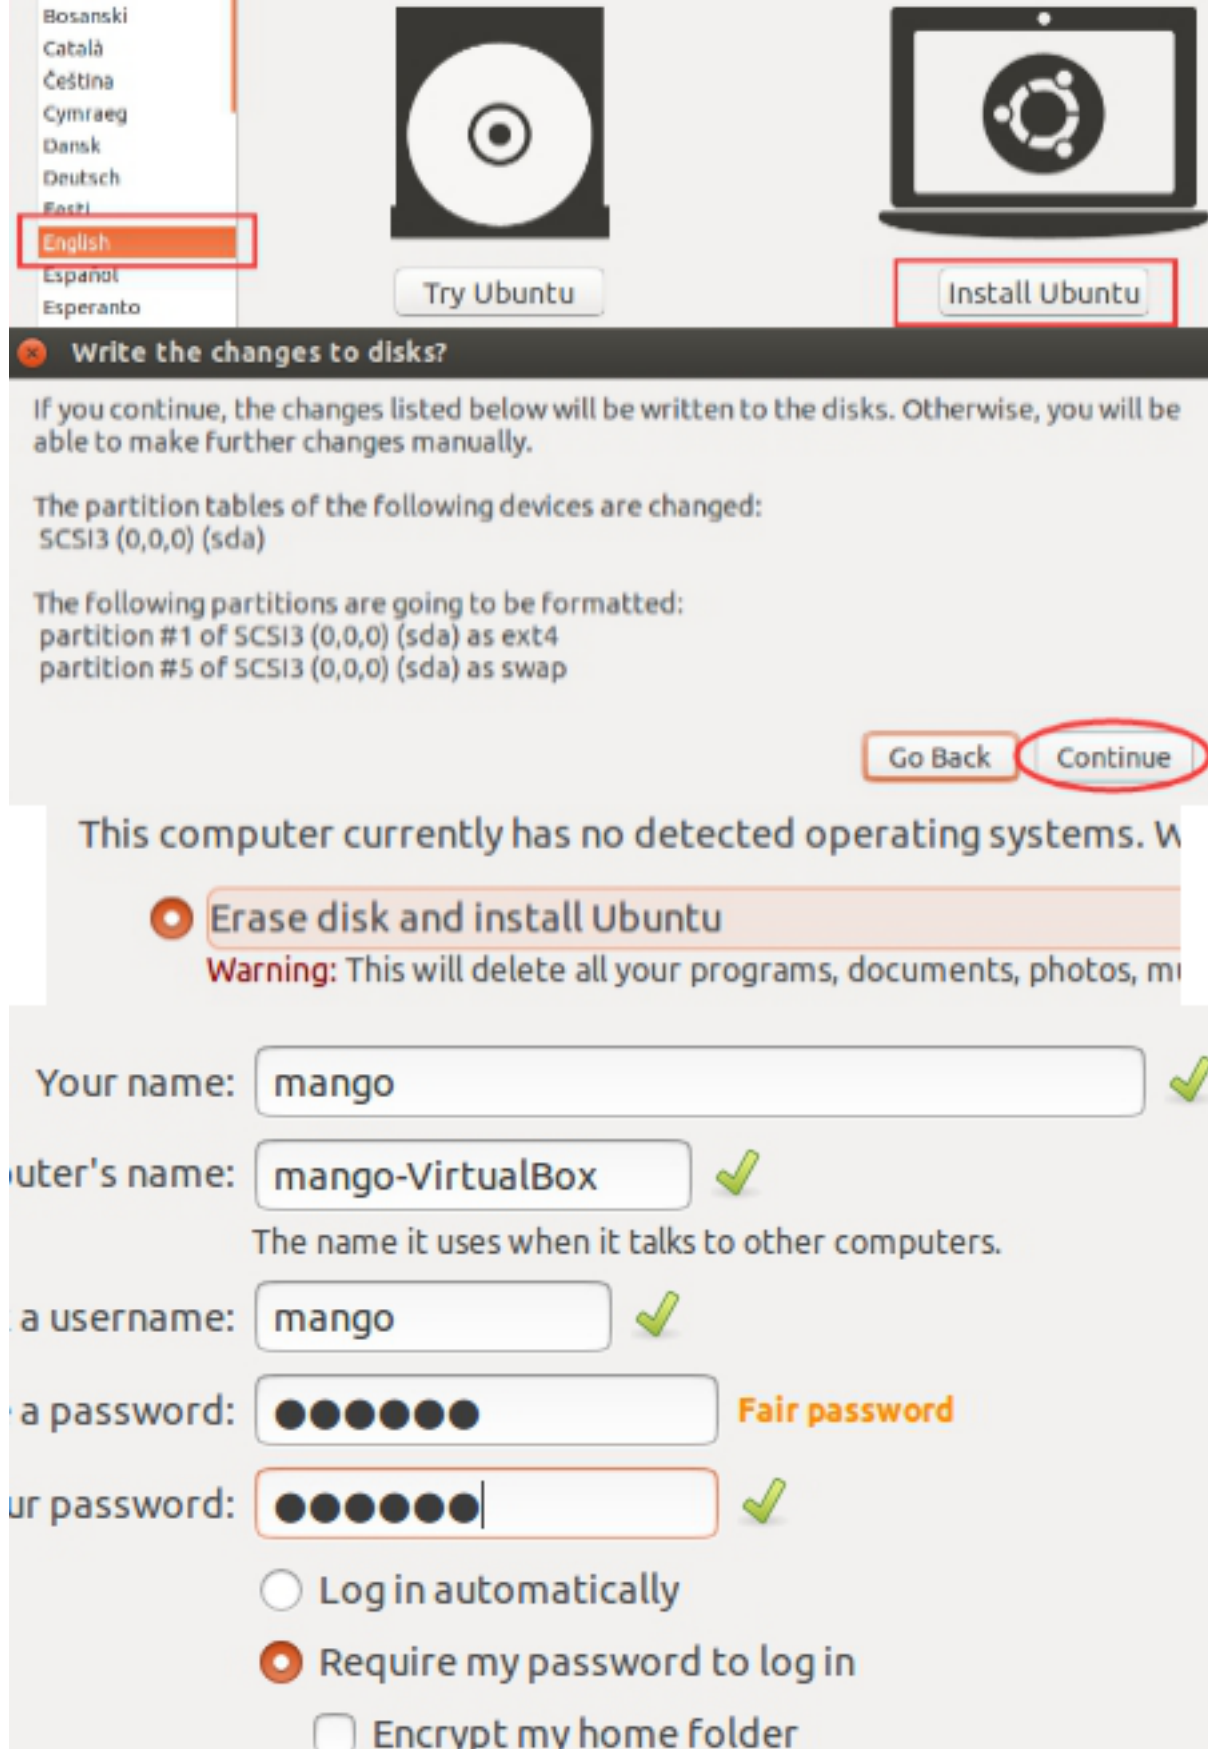 Bosanski
Català
Čeština
Cymraeg
Dansk
Deutsch
Eesti
English
Español
Esperanto
Try Ubuntu
Install Ubuntu
Write the changes to disks?
If you continue, the changes listed below will be written to the disks. Otherwise, you will be
able to make further changes manually.
The partition tables of the following devices are changed:
SCSI3 (0,0,0) (sda)
The following partitions are going to be formatted:
partition #1 of SCSI3 (0,0,0) (sda) as ext4
partition #5 of SCSI3 (0,0,0) (sda) as swap
Go Back
Continue
This computer currently has no detected operating systems. W
Erase disk and install Ubuntu
Warning: This will delete all your programs, documents, photos, mu
Your name: mango
uter's name: mango-VirtualBox
The name it uses when it talks to other computers.
a username: mango
a password: ●●●●●● Fair password
ur password: ●●●●●●
Log in automatically
Require my password to log in
Encrypt my home folder